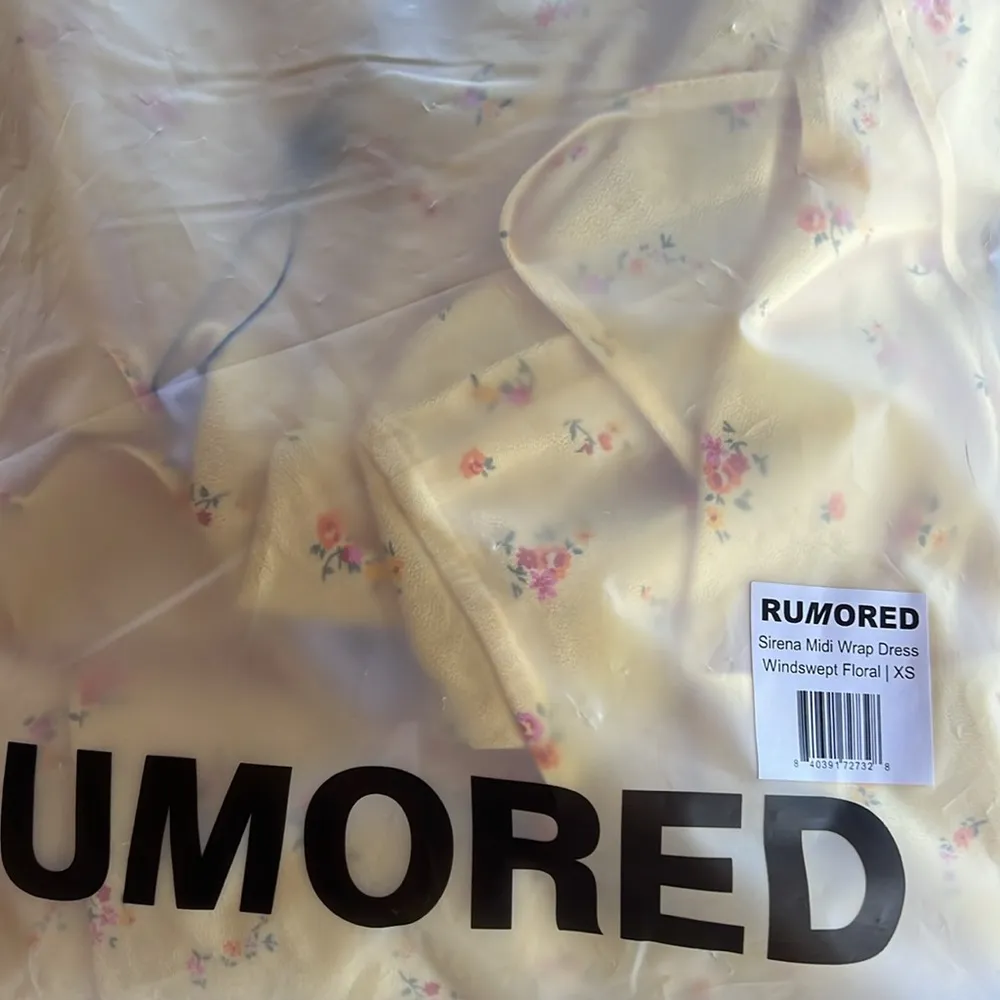 RUMORED
Sirena Midi Wrap Dress
Windswept Floral | XS
8 40391 72732 8
UMORED